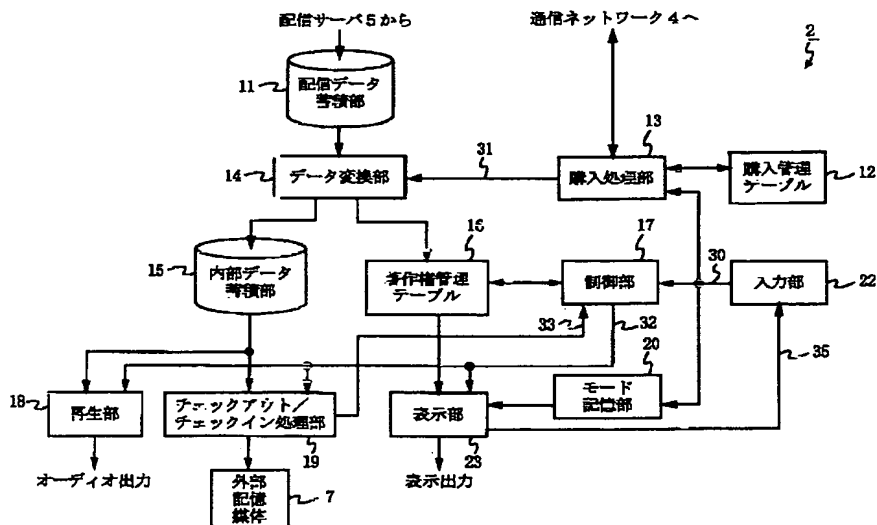 配信サーバ5から
通信ネットワーク4へ
2
配信データ
蓄積部
11
13
31
データ変換部
14
購入処理部
購入管理
テーブル
12
16
17
30
15
内部データ
蓄積部
著作権管理
テーブル
制御部
入力部
22
33
32
35
20
18
再生部
チェックアウト/
チェックイン処理部
19
表示部
23
モード
記憶部
オーディオ出力
外部
記憶
媒体
7
表示出力